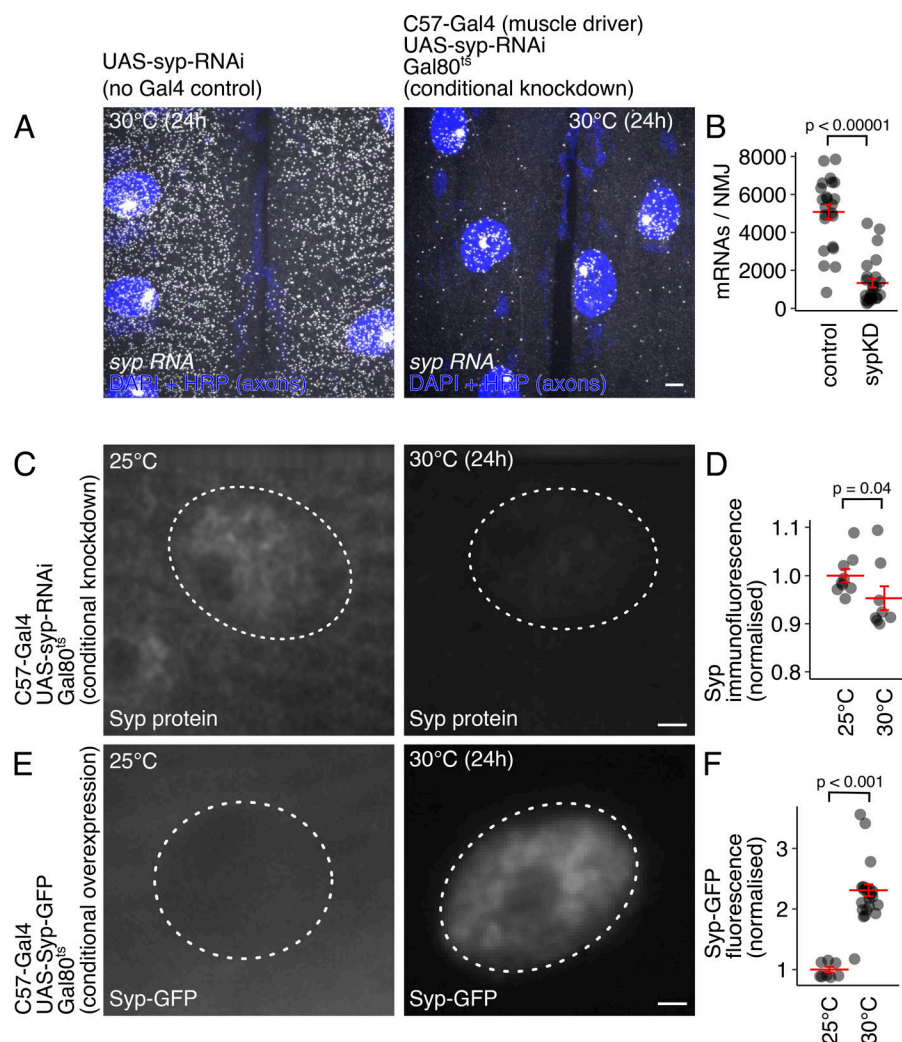 UAS-syp-RNAi
(no Gal4 control)
C57-Gal4 (muscle driver)
UAS-syp-RNAi
Gal80ts
(conditional knockdown)
A
30°C (24h )
syp RNA
DAPI + HRP (axons)
30°C (24h)
syp RNA
DAPI + HRP (axons)
B
p < 0.00001
mRNAs / NMJ
8000
6000
4000
2000
0
control
sypKD
C
C57-Gal4
UAS-syp-RNAi
Gal80ts
(conditional knockdown)
25°C
Syp protein
30°C (24h)
Syp protein
D
p = 0.04
Syp
immunofluorescence
(normalised)
1.1
1.0
0.9
0.8
25°C
30°C
E
C57-Gal4
UAS-Syp-GFP
Gal80ts
(conditional overexpression)
25°C
Syp-GFP
30°C (24h)
Syp-GFP
F
p < 0.001
Syp-GFP
fluorescence
(normalised)
3
2
1
25°C
30°C